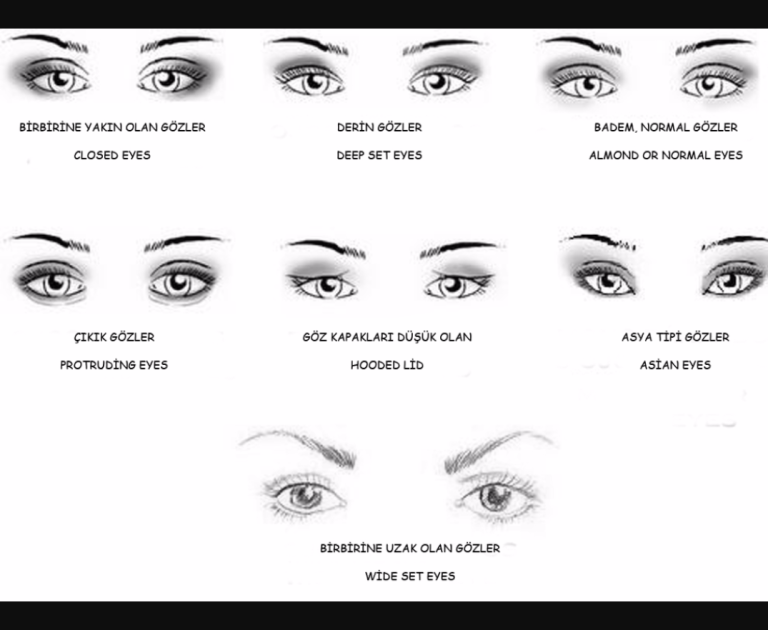 BİRBİRİNE YAKIN OLAN GÖZLER
CLOSED EYES
DERİN GÖZLER
DEEP SET EYES
BADEM, NORMAL GÖZLER
ALMOND OR NORMAL EYES
ÇIKIK GÖZLER
PROTRUDİNG EYES
GÖZ KAPAKLARI DÜŞÜK OLAN
HOODED LİD
ASYA TİPİ GÖZLER
ASİAN EYES
BİRBİRİNE UZAK OLAN GÖZLER
WİDE SET EYES